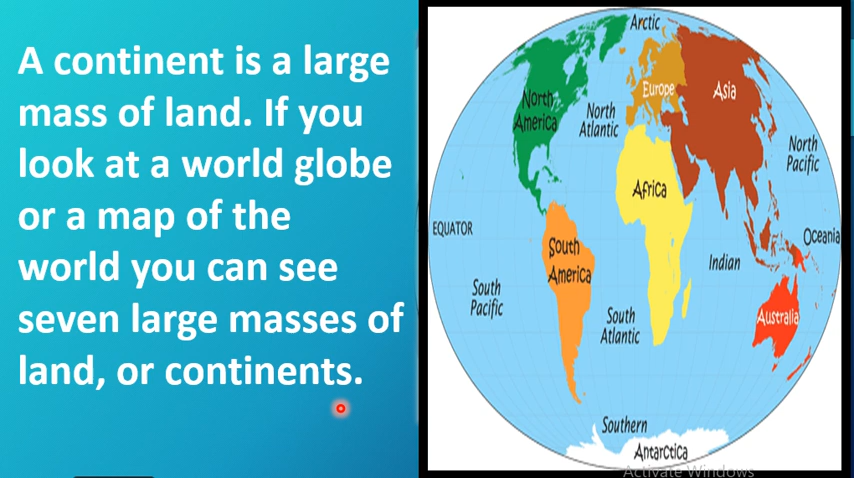 A continent is a large
mass of land. If you
look at a world globe
or a map of the
world you can see
seven large masses of
land, or continents.
Arctic
Europe
Asia
North
America
North
Atlantic
North
Pacific
Africa
EQUATOR
Oceania
South
America
Indian
South
Pacific
South
Atlantic
Australia
Southern
Antarctica
Activate Windows